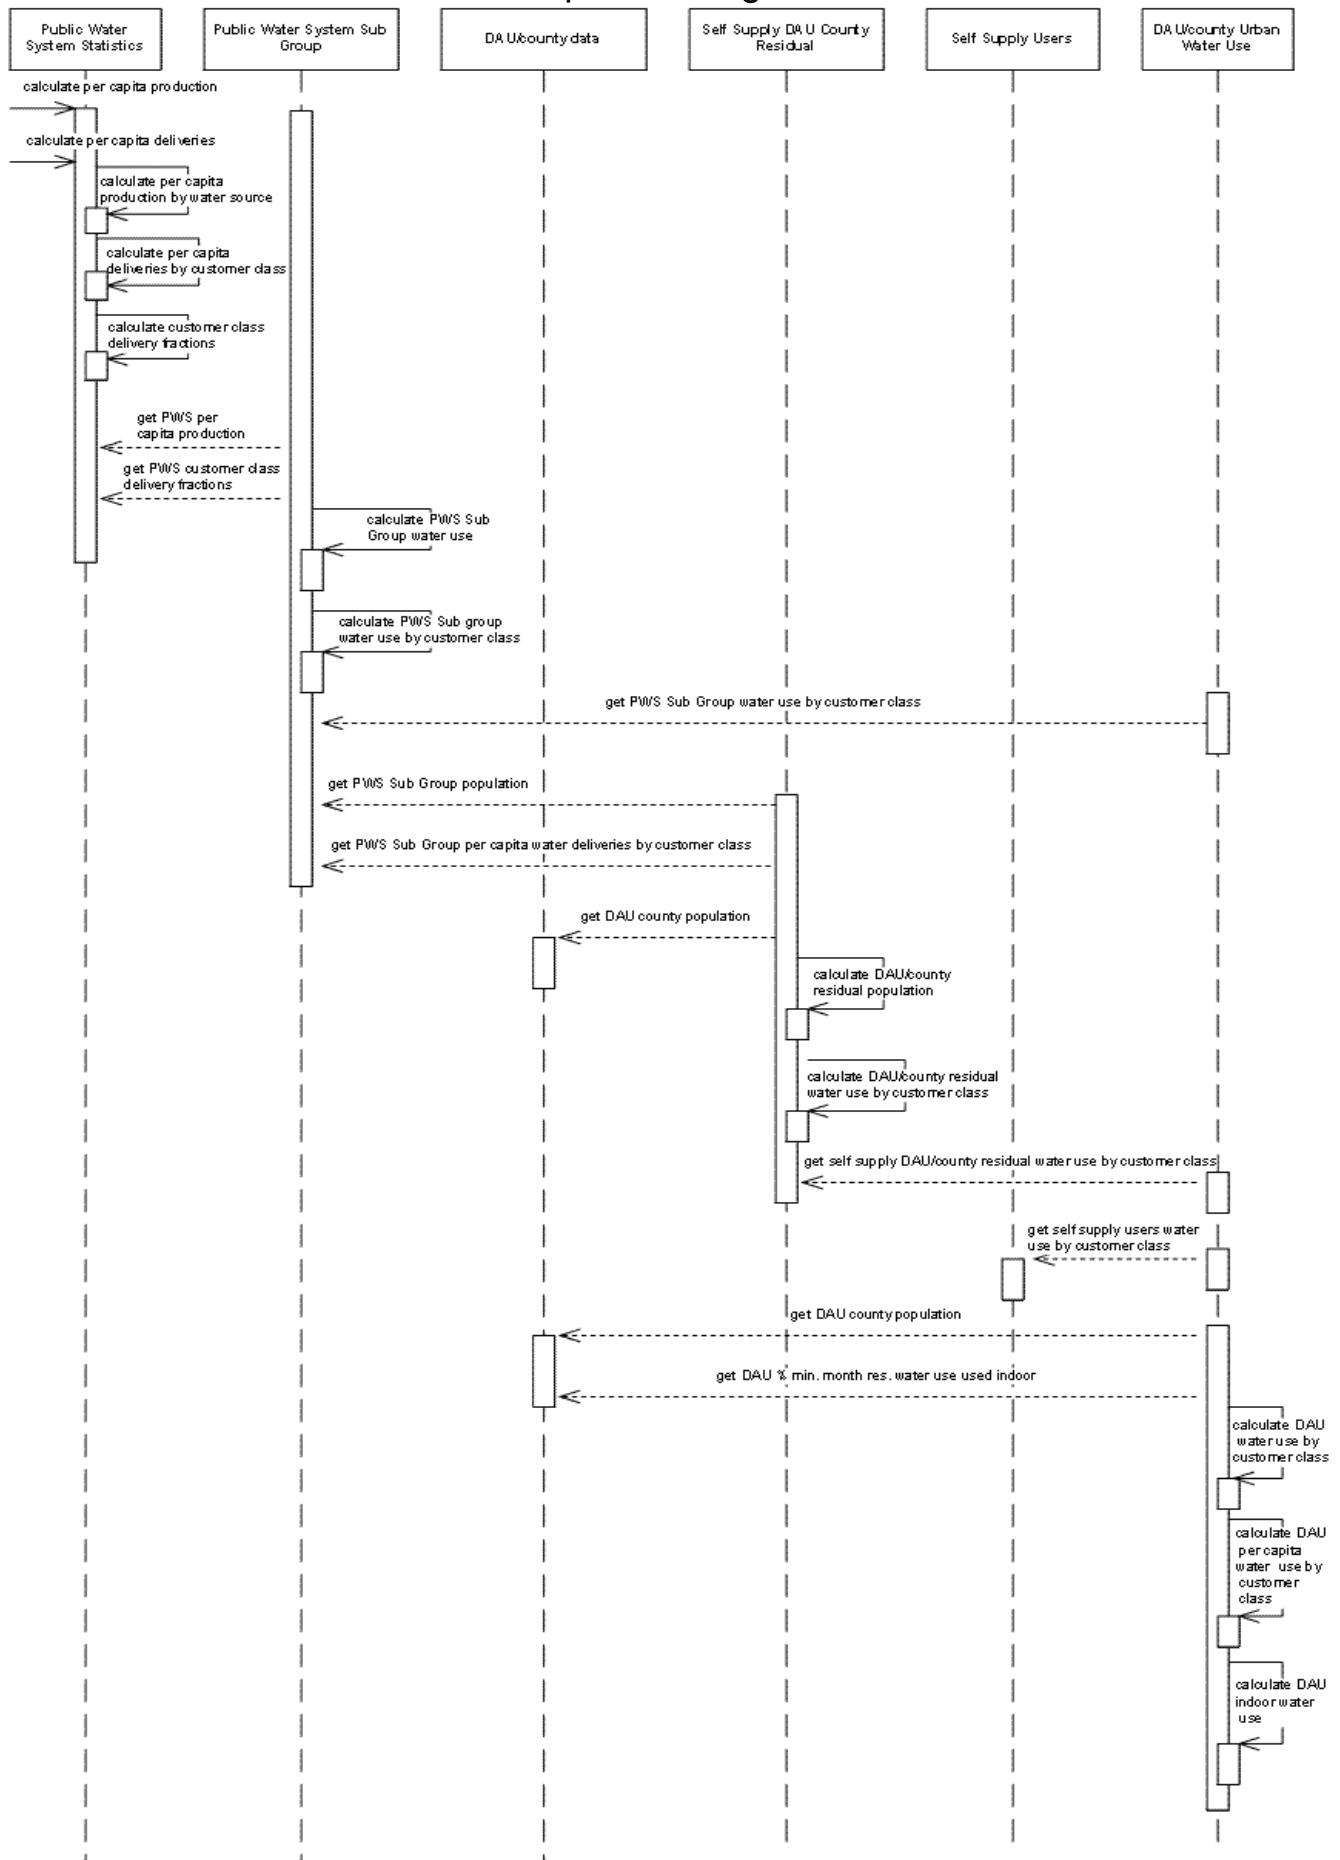 Public Water
System Statistics
Public Water System Sub
Group
DAU/county data
Self Supply DAU County
Residual
Self Supply Users
DAU/county Urban
Water Use
calculate per capita production
calculate per capita deliveries
calculate per capita
production by water source
calculate per capita
deliveries by customer class
calculate customer class
delivery fractions
get PWS per
capita production
get PWS customer class
delivery fractions
calculate PWS Sub
Group water use
calculate PWS Sub group
water use by customer class
get PWS Sub Group water use by customer class
get PWS Sub Group population
get PWS Sub Group per capita water deliveries by customer class
get DAU county population
calculate DAU/county
residual population
calculate DAU/county residual
water use by customer class
get self supply DAU/county residual water use by customer class
get self supply users water
use by customer class
get DAU county population
get DAU % min. month res. water use used indoor
calculate DAU
water use by
customer class
calculate DAU
per capita
water use by
customer
class
calculate DAU
indoor water
use